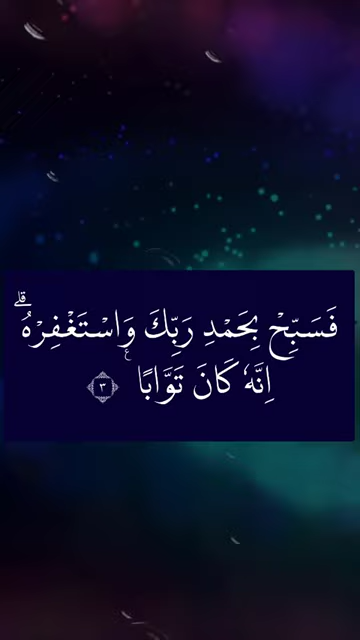 فَسَبِّحْ بِحَمْدِ رَبِّكَ وَاسْتَغْفِرْهُ ۗؔ
اِنَّهٗ كَانَ تَوَّابًا ࣖ ۝٣